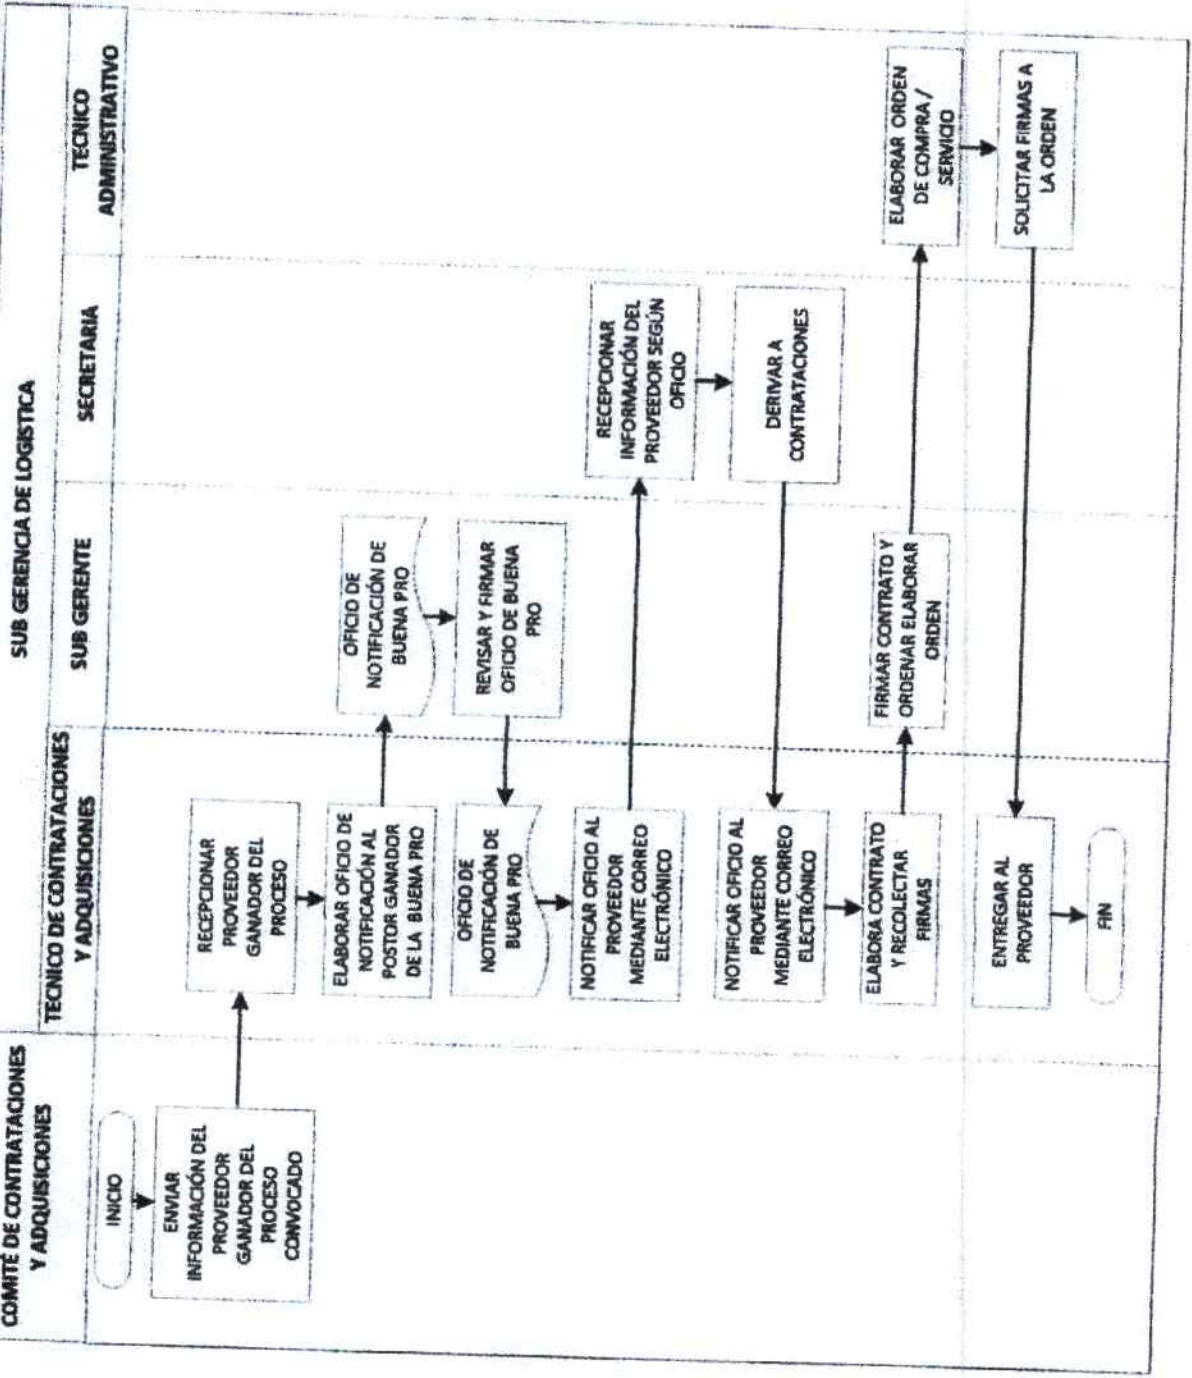 SUB GERENCIA DE LOGISTICA
COMITÉ DE CONTRATACIONES
Y ADQUISICIONES
TECNICO DE CONTRATACIONES
Y ADQUISICIONES
SUB GERENTE
SECRETARIA
TECNICO
ADMINISTRATIVO
INICIO
ENVIAR
INFORMACIÓN DEL
PROVEEDOR
GANADOR DEL
PROCESO
CONVOCADO
RECEPCIONAR
PROVEEDOR
GANADOR DEL
PROCESO
ELABORAR OFICIO DE
NOTIFICACIÓN AL
POSTOR GANADOR
DE LA BUENA PRO
OFICIO DE
NOTIFICACIÓN DE
BUENA PRO
REVISAR Y FIRMAR
OFICIO DE BUENA
PRO
OFICIO DE
NOTIFICACIÓN DE
BUENA PRO
NOTIFICAR OFICIO AL
PROVEEDOR
MEDIANTE CORREO
ELECTRÓNICO
RECEPCIONAR
INFORMACIÓN DEL
PROVEEDOR SEGÚN
OFICIO
DERIVAR A
CONTRATACIONES
NOTIFICAR OFICIO AL
PROVEEDOR
MEDIANTE CORREO
ELECTRÓNICO
ELABORA CONTRATO
Y RECOLECTAR
FIRMAS
FIRMAR CONTRATO Y
ORDENAR ELABORAR
ORDEN
ELABORAR ORDEN
DE COMPRA /
SERVICIO
SOLICITAR FIRMAS A
LA ORDEN
ENTREGAR AL
PROVEEDOR
FIN